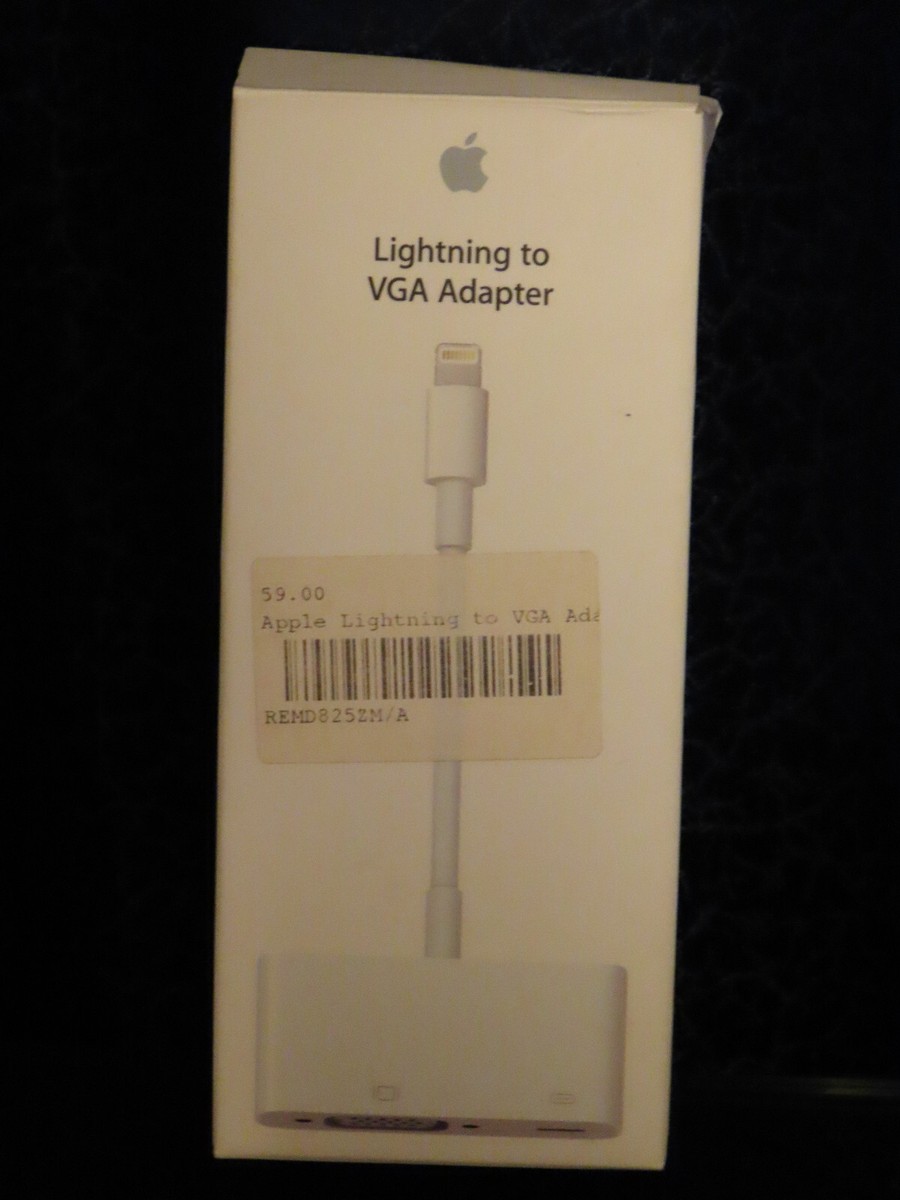 Lightning to
VGA Adapter
59.00
Apple Lightning to VGA Ada
REMD825ZM/A